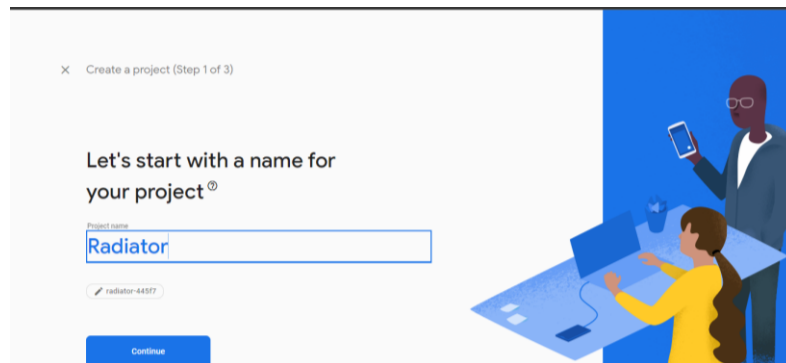 Create a project (Step 1 of 3)
Let's start with a name for
your project
Project name
Radiator
radiator-445f7
Continue